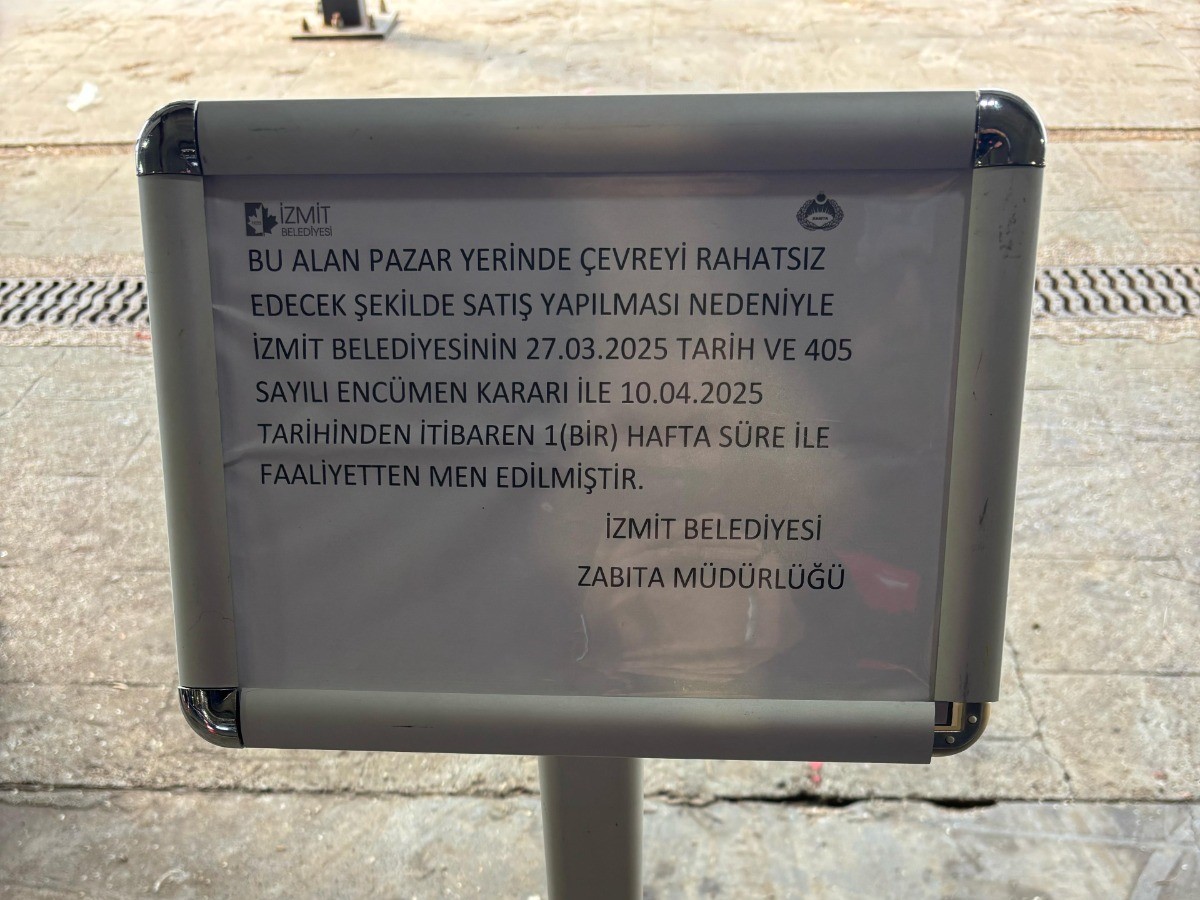 İZMİT
BELEDİYESİ
BU ALAN PAZAR YERİNDE ÇEVREYİ RAHATSIZ
EDECEK ŞEKİLDE SATIŞ YAPILMASI NEDENİYLE
İZMİT BELEDİYESİNİN 27.03.2025 TARİH VE 405
SAYILI ENCÜMEN KARARI İLE 10.04.2025
TARİHİNDEN İTİBAREN 1(BİR) HAFTA SÜRE İLE
FAALİYETTEN MEN EDİLMİŞTİR.
İZMİT BELEDİYESİ
ZABITA MÜDÜRLÜĞÜ